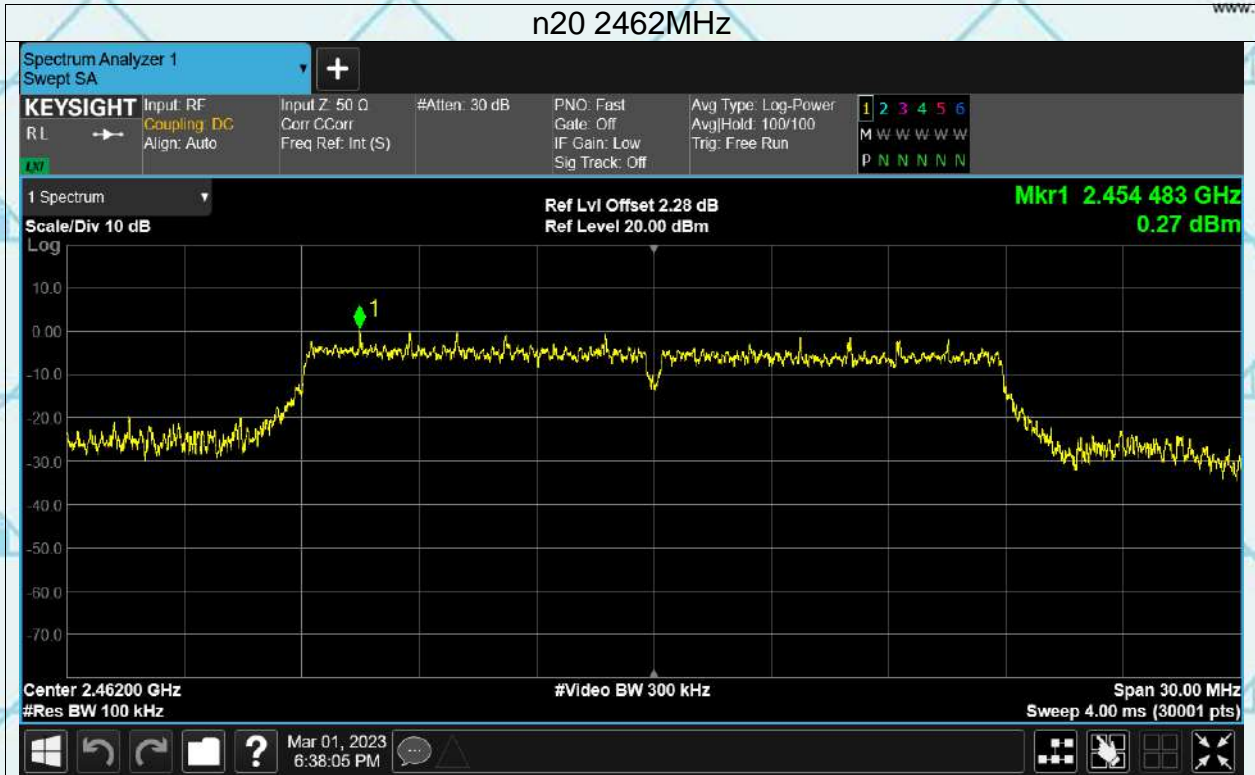 www.
n20 2462MHz
Spectrum Analyzer 1
Swept SA
+
KEYSIGHT
R L
LXI
Input: RF
Coupling: DC
Align: Auto
Input Z: 50 Ω
Corr CCorr
Freq Ref: Int (S)
#Atten: 30 dB
PNO: Fast
Gate: Off
IF Gain: Low
Sig Track: Off
Avg Type: Log-Power
Avg|Hold: 100/100
Trig: Free Run
1 2 3 4 5 6
M W W W W W
P N N N N N
1 Spectrum
Scale/Div 10 dB
Ref Lvl Offset 2.28 dB
Ref Level 20.00 dBm
Mkr1 2.454 483 GHz
0.27 dBm
Log
10.0
0.00
-10.0
-20.0
-30.0
-40.0
-50.0
-60.0
-70.0
1
Center 2.46200 GHz
#Res BW 100 kHz
#Video BW 300 kHz
Span 30.00 MHz
Sweep 4.00 ms (30001 pts)
?
Mar 01, 2023
6:38:05 PM